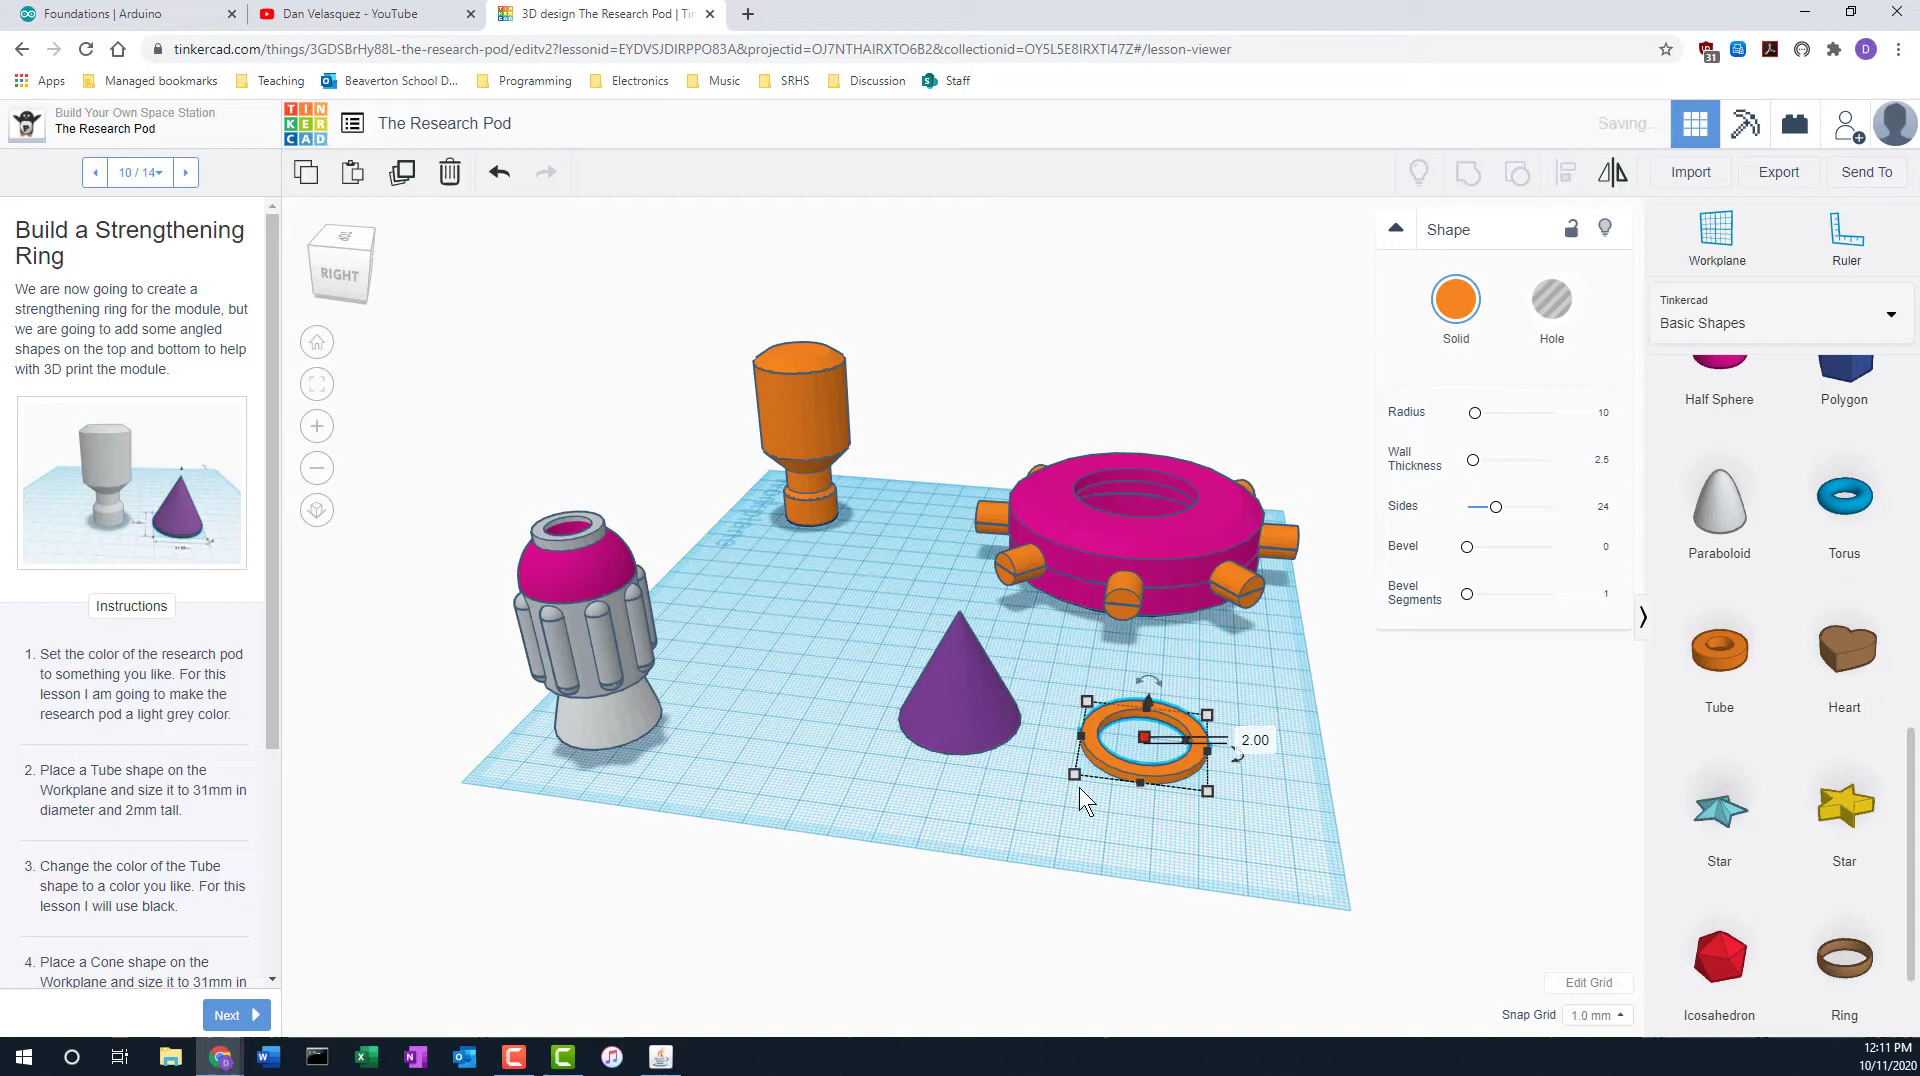 Foundations | Arduino
Dan Velasquez - YouTube
3D design The Research Pod | Tin
tinkercad.com/things/3GDSBrHy88L-the-research-pod/editv2?lessonid=EYDVSJDIRPPO83A&projectid=OJ7NTHAIRXTO6B2&collectionid=OY5L5E8IRXTI47Z#/lesson-viewer
31
D
Apps
Managed bookmarks
Teaching
Beaverton School D...
Programming
Electronics
Music
SRHS
Discussion
Staff
Build Your Own Space Station
The Research Pod
TIN
KER
CAD
The Research Pod
Saving...
10 / 14
Import
Export
Send To
Build a Strengthening
Ring
We are now going to create a
strengthening ring for the module, but
we are going to add some angled
shapes on the top and bottom to help
with 3D print the module.
Instructions
1. Set the color of the research pod
to something you like. For this
lesson I am going to make the
research pod a light grey color.
2. Place a Tube shape on the
Workplane and size it to 31mm in
diameter and 2mm tall.
3. Change the color of the Tube
shape to a color you like. For this
lesson I will use black.
4. Place a Cone shape on the
Workplane and size it to 31mm in
Next
RIGHT
2.00
Shape
Solid
Hole
Radius
10
Wall
Thickness
2.5
Sides
24
Bevel
0
Bevel
Segments
1
Edit Grid
Snap Grid
1.0 mm
Workplane
Ruler
Tinkercad
Basic Shapes
Half Sphere
Polygon
Paraboloid
Torus
Tube
Heart
Star
Star
Icosahedron
Ring
12:11 PM
10/11/2020